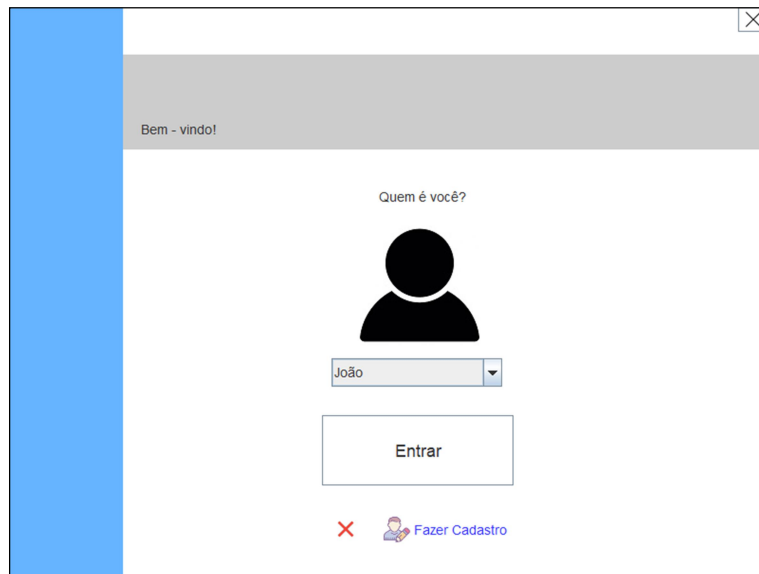 Bem - vindo!
Quem é você?
João
Entrar
Fazer Cadastro